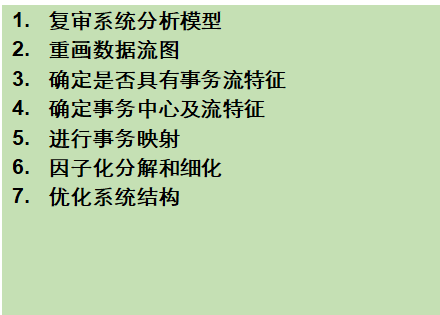 1. 复审系统分析模型
2. 重画数据流图
3. 确定是否具有事务流特征
4. 确定事务中心及流特征
5. 进行事务映射
6. 因子化分解和细化
7. 优化系统结构